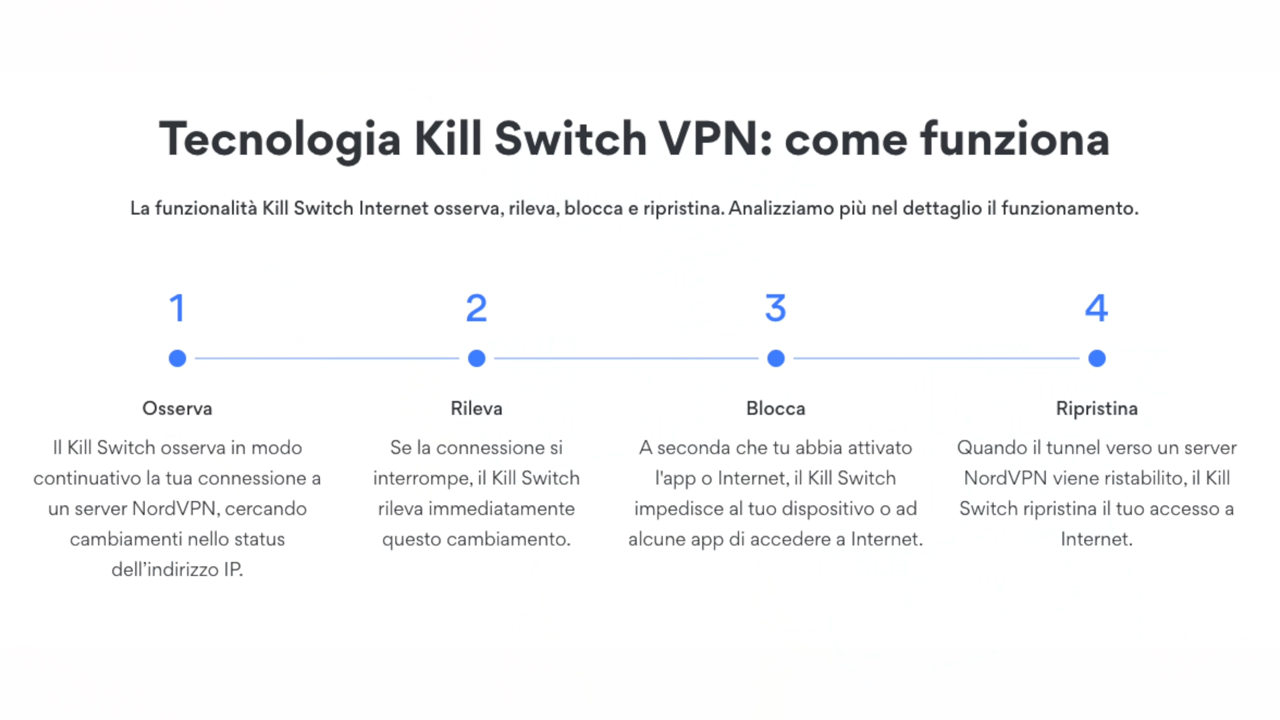 Tecnologia Kill Switch VPN: come funziona
La funzionalità Kill Switch Internet osserva, rileva, blocca e ripristina. Analizziamo più nel dettaglio il funzionamento.
1
Osserva
Il Kill Switch osserva in modo
continuativo la tua connessione a
un server NordVPN, cercando
cambiamenti nello status
dell’indirizzo IP.
2
Rileva
Se la connessione si
interrompe, il Kill Switch
rileva immediatamente
questo cambiamento.
3
Blocca
A seconda che tu abbia attivato
l'app o Internet, il Kill Switch
impedisce al tuo dispositivo o ad
alcune app di accedere a Internet.
4
Ripristina
Quando il tunnel verso un server
NordVPN viene ristabilito, il Kill
Switch ripristina il tuo accesso a
Internet.